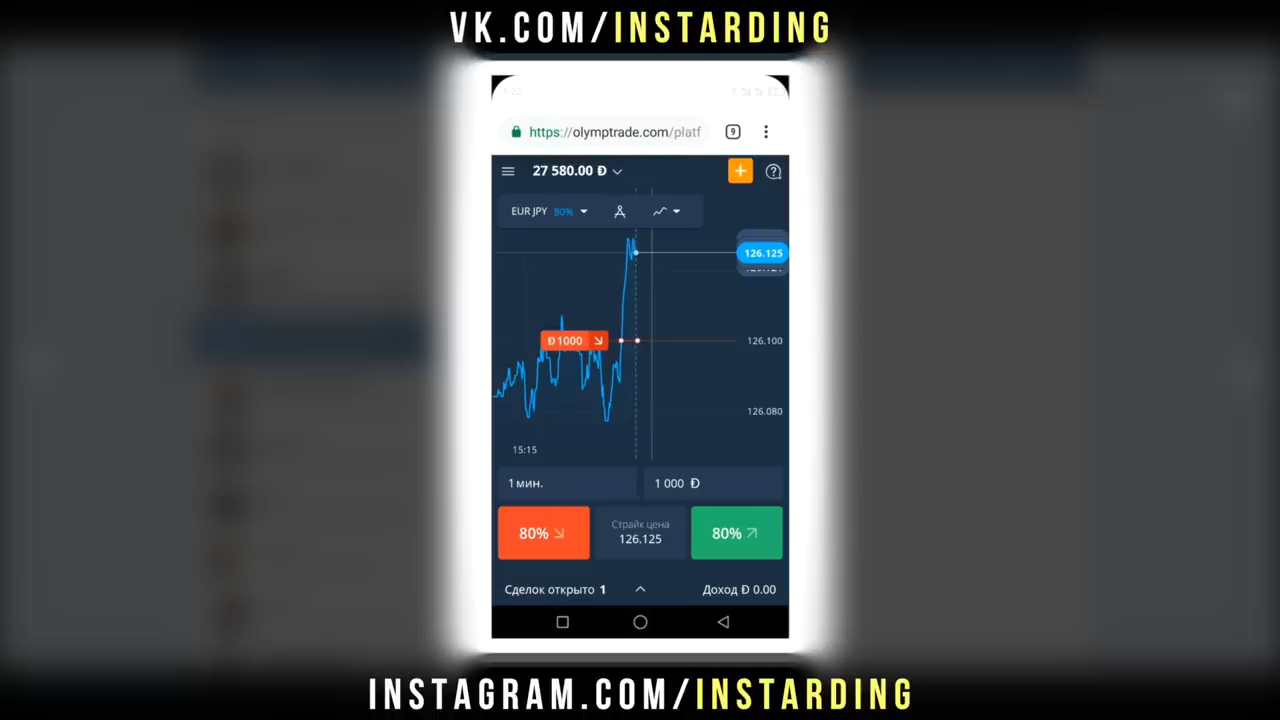 VK.COM/INSTARDING
https://olymptrade.com/platf
9
27 580.00 Đ
EUR JPY 80%
126.125
Đ1000
126.100
126.080
15:15
1 мин.
1 000 Đ
80%
Страйк цена
126.125
80%
Сделок открыто 1
Доход Đ 0.00
INSTAGRAM.COM/INSTARDING